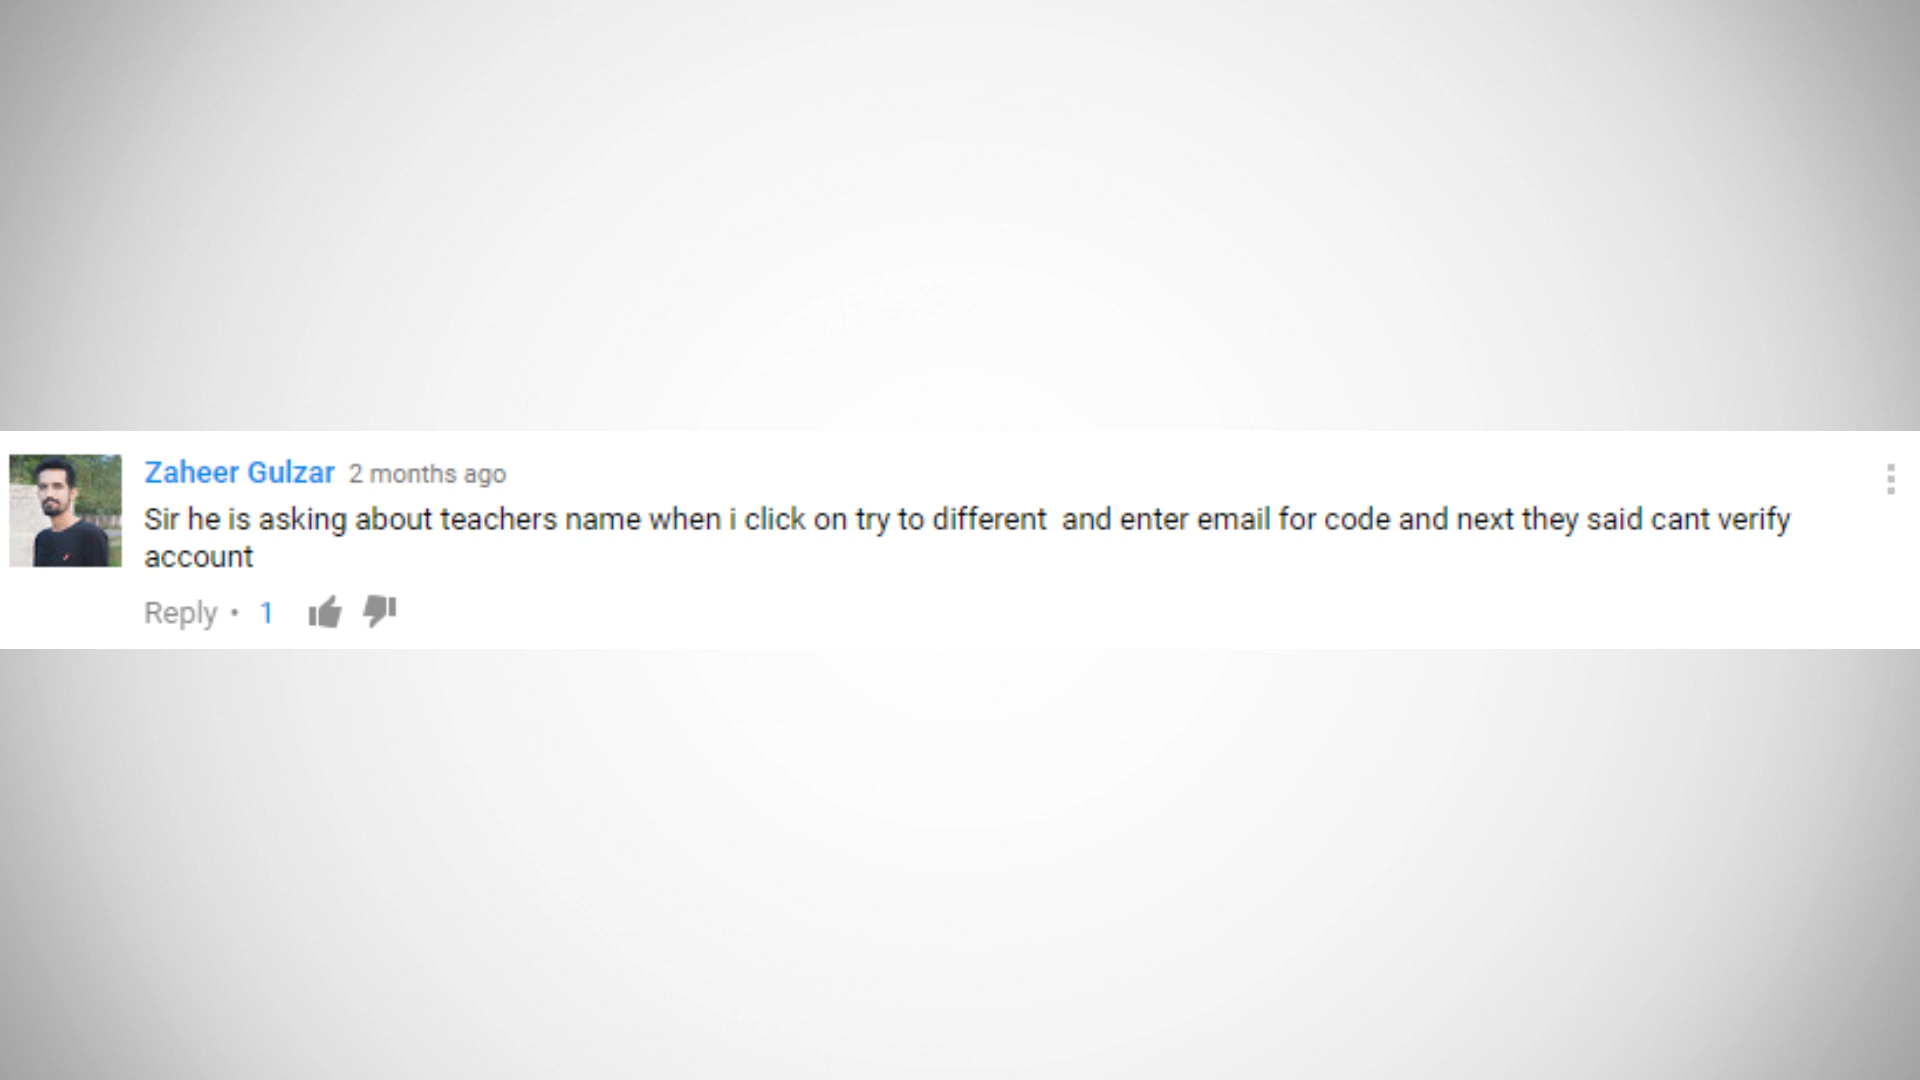 Zaheer Gulzar 2 months ago
Sir he is asking about teachers name when i click on try to different  and enter email for code and next they said cant verify
account
Reply • 1